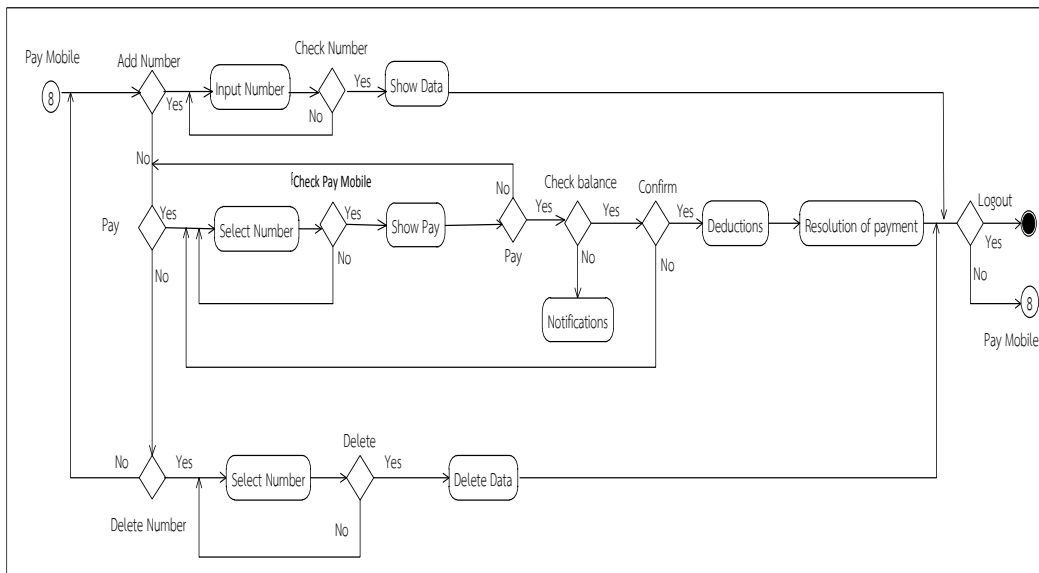 Pay Mobile
8
Add Number
Yes
Input Number
Check Number
Yes
Show Data
No
No
Pay
Yes
Select Number
Check Pay Mobile
Yes
Show Pay
No
No
Pay
Yes
Check balance
Yes
Confirm
Yes
Deductions
Resolution of payment
Logout
Yes
No
8
Pay Mobile
No
No
Notifications
No
No
Delete Number
Yes
Select Number
Delete
Yes
Delete Data
No